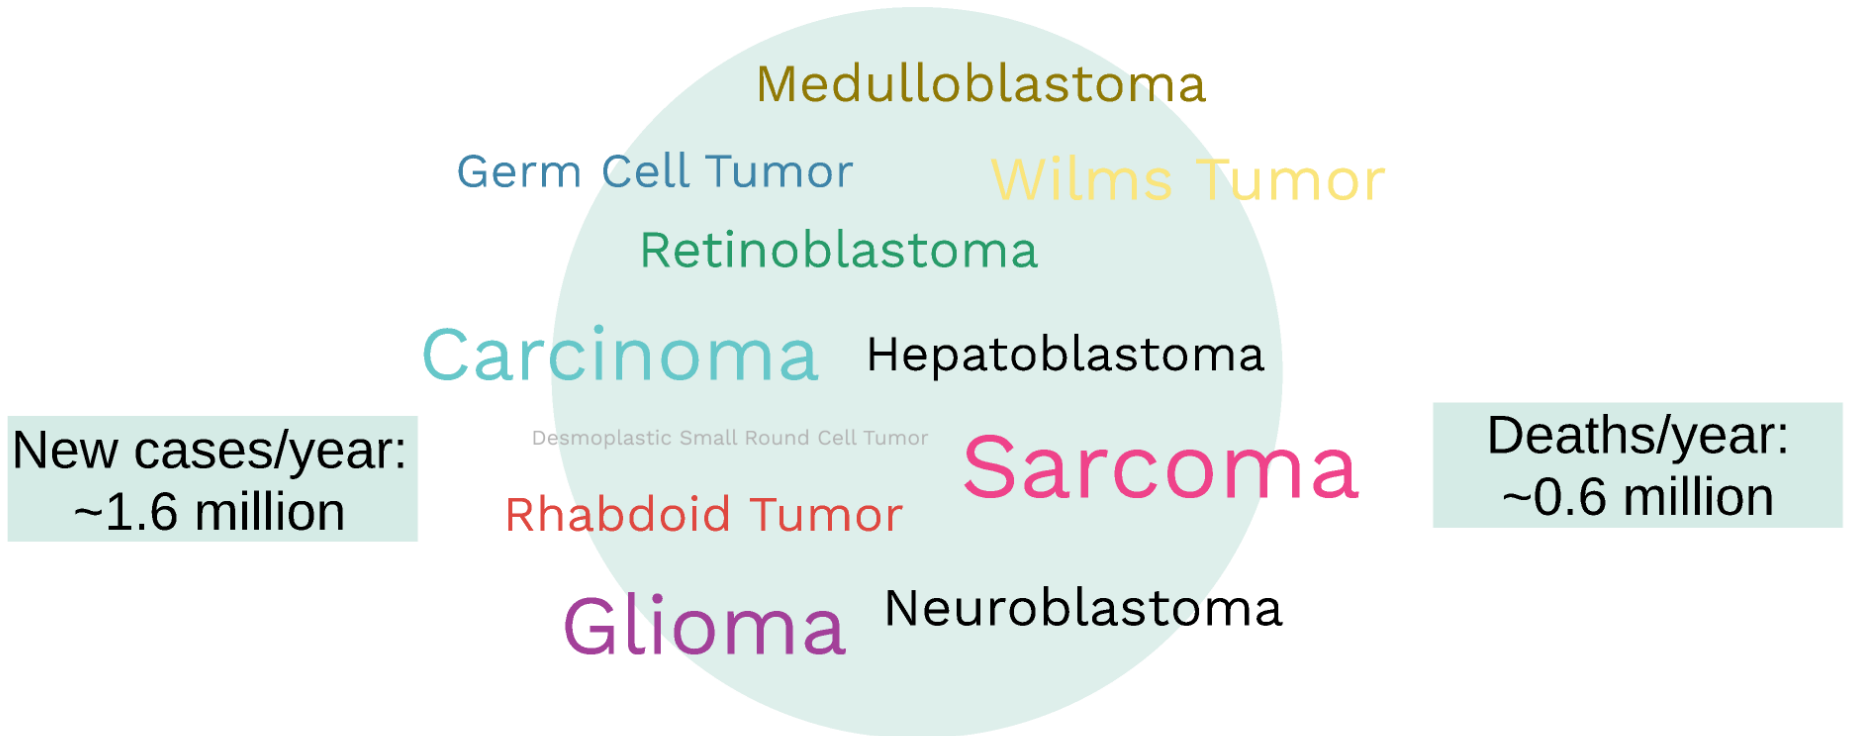 Medulloblastoma
Germ Cell Tumor
Wilms Tumor
Retinoblastoma
Carcinoma
Hepatoblastoma
Desmoplastic Small Round Cell Tumor
Sarcoma
Rhabdoid Tumor
Glioma
Neuroblastoma
New cases/year:
~1.6 million
Deaths/year:
~0.6 million